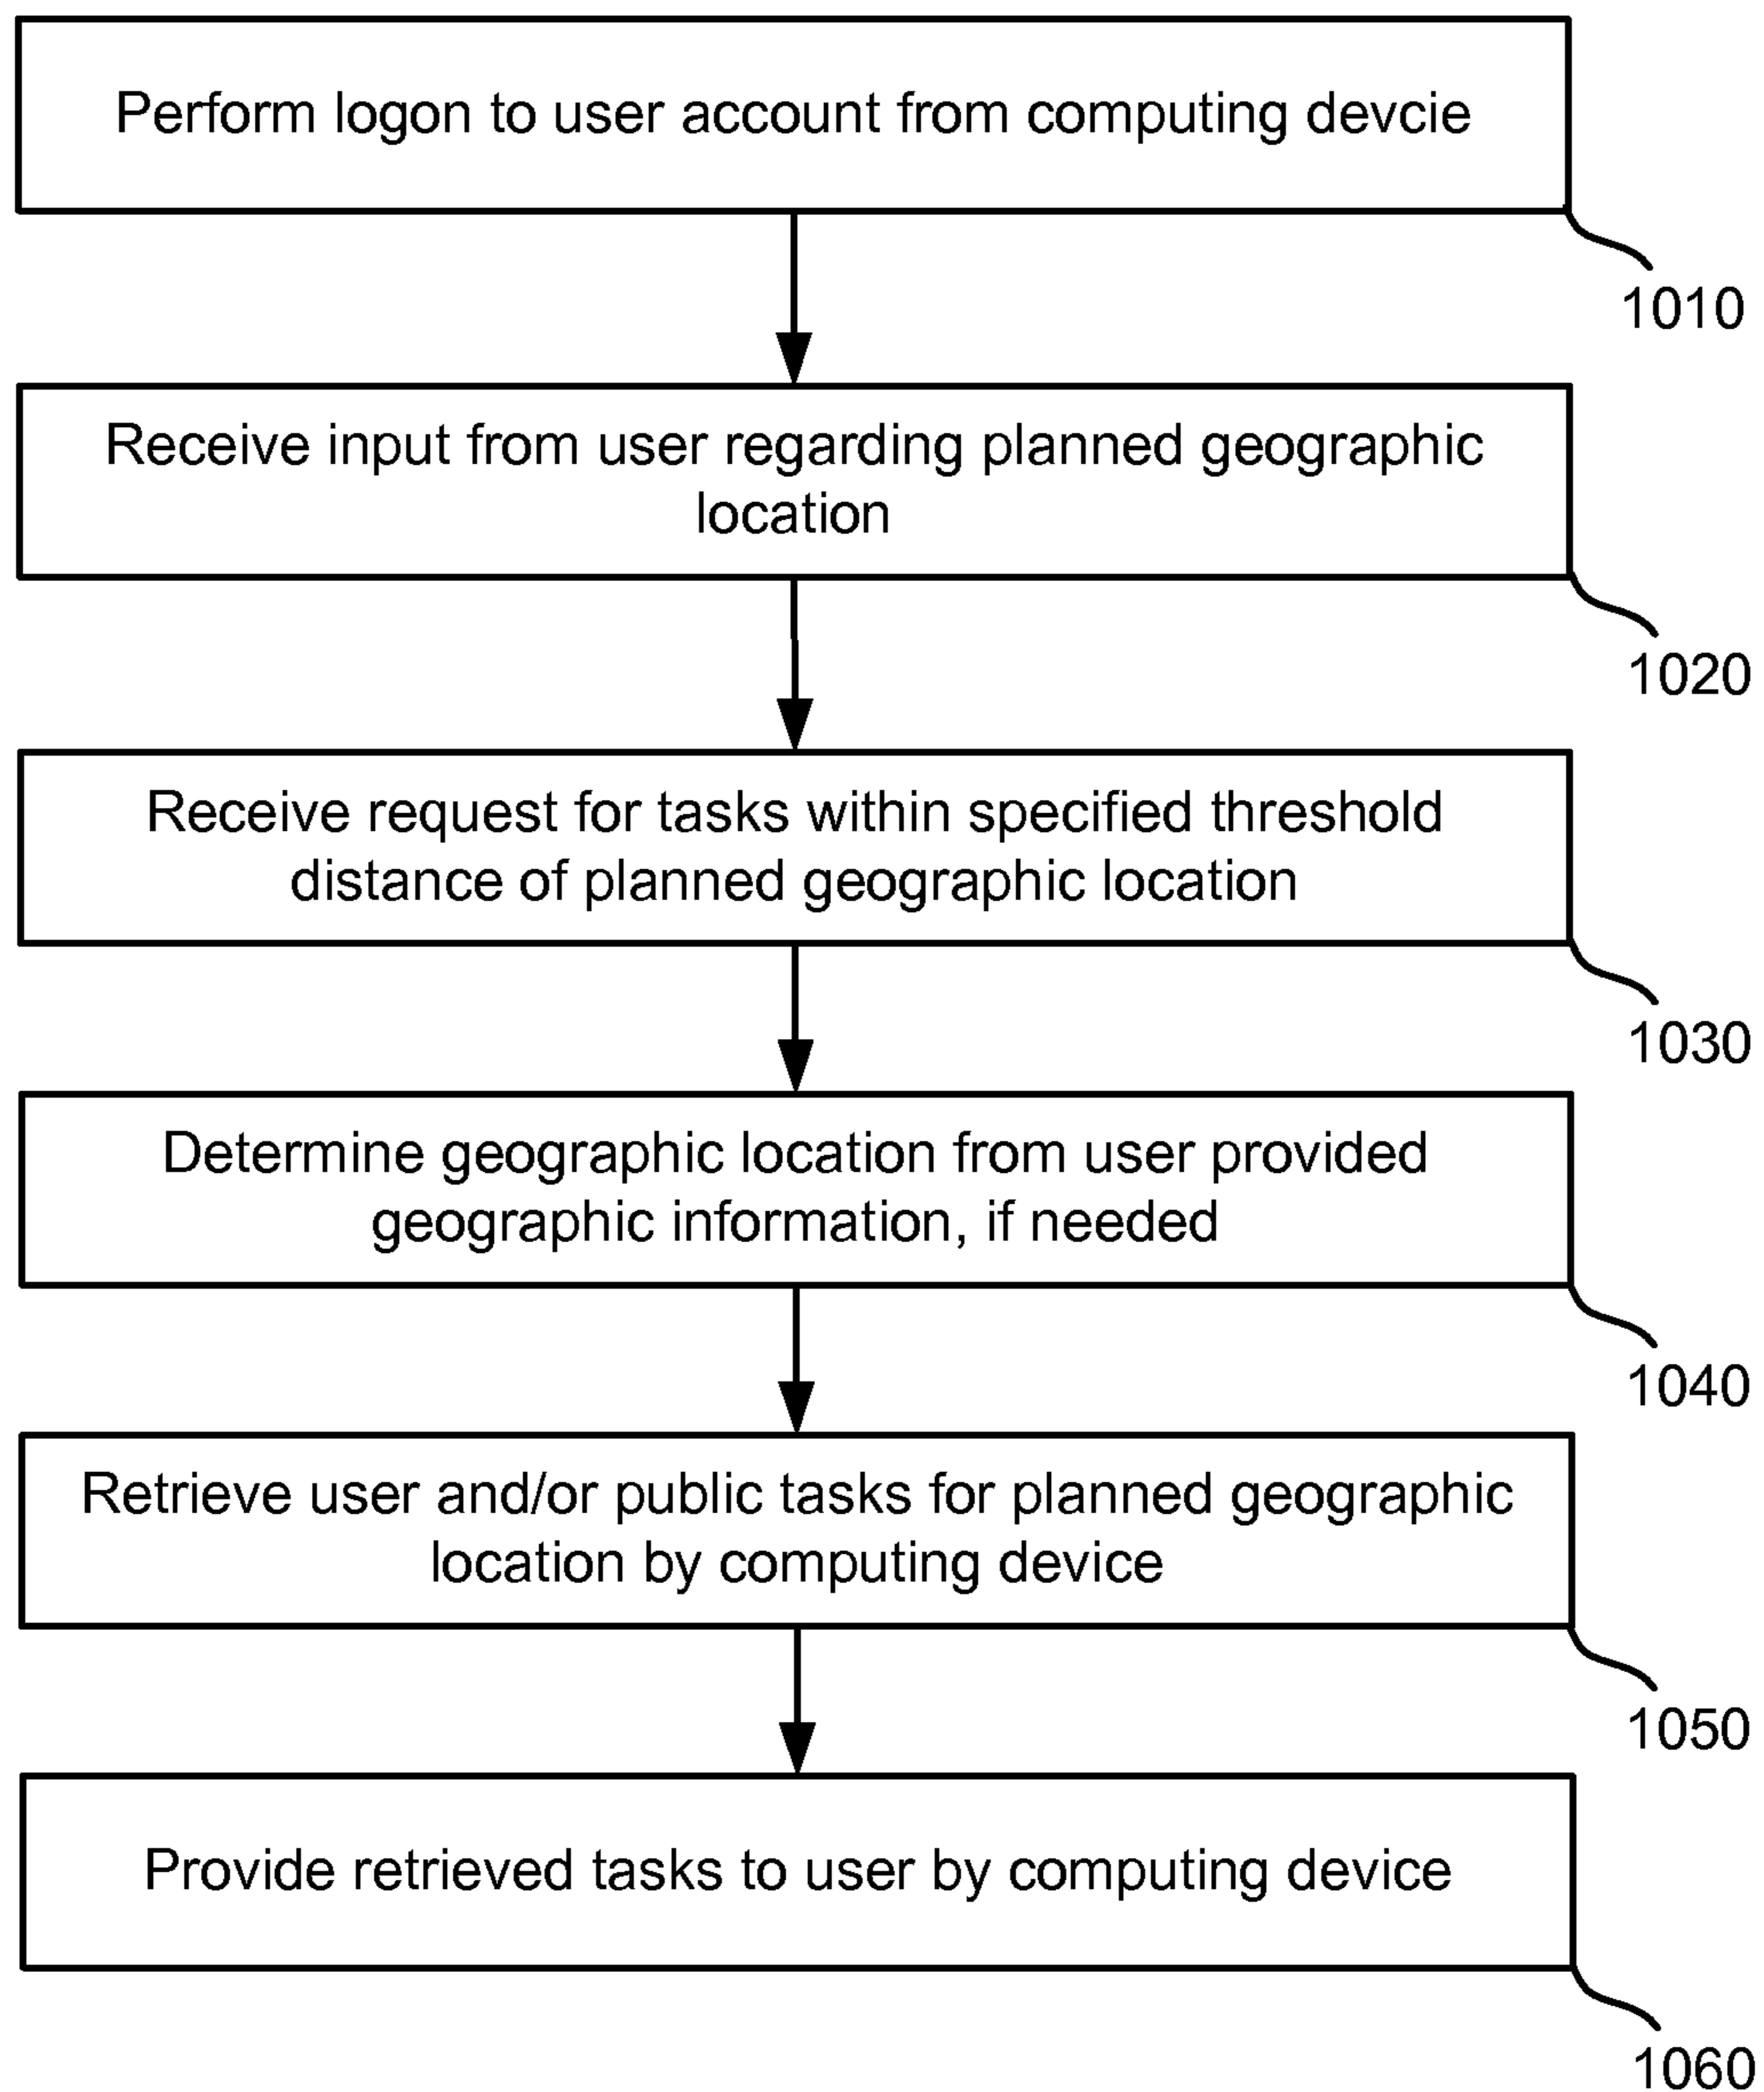 Perform logon to user account from computing devcie
1010
Receive input from user regarding planned geographic
location
1020
Receive request for tasks within specified threshold
distance of planned geographic location
1030
Determine geographic location from user provided
geographic information, if needed
1040
Retrieve user and/or public tasks for planned geographic
location by computing device
1050
Provide retrieved tasks to user by computing device
1060